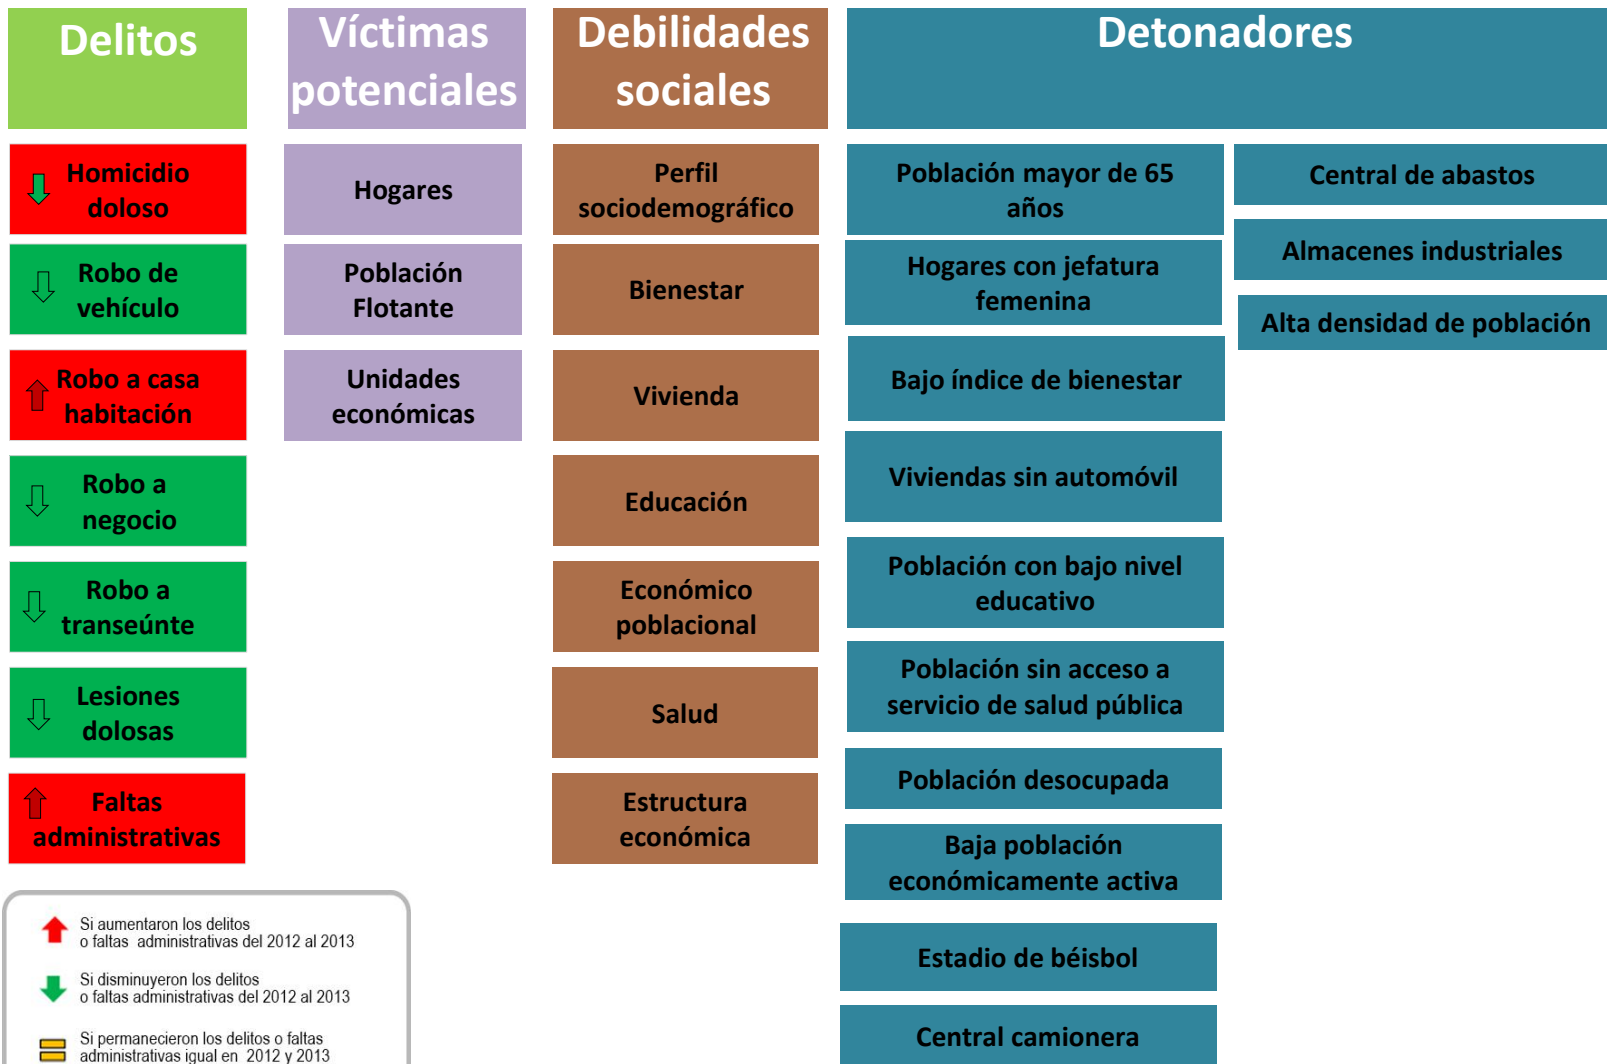 Delitos
Víctimas
potenciales
Debilidades
sociales
Detonadores
Homicidio
doloso
Robo de
vehículo
Robo a casa
habitación
Robo a
negocio
Robo a
transeúnte
Lesiones
dolosas
Faltas
administrativas
Hogares
Población
Flotante
Unidades
económicas
Perfil
sociodemográfico
Bienestar
Vivienda
Educación
Económico
poblacional
Salud
Estructura
económica
Población mayor de 65
años
Hogares con jefatura
femenina
Bajo índice de bienestar
Viviendas sin automóvil
Población con bajo nivel
educativo
Población sin acceso a
servicio de salud pública
Población desocupada
Baja población
económicamente activa
Estadio de béisbol
Central camionera
Central de abastos
Almacenes industriales
Alta densidad de población
Si aumentaron los delitos
o faltas administrativas del 2012 al 2013
Si disminuyeron los delitos
o faltas administrativas del 2012 al 2013
Si permanecieron los delitos o faltas
administrativas igual en 2012 y 2013